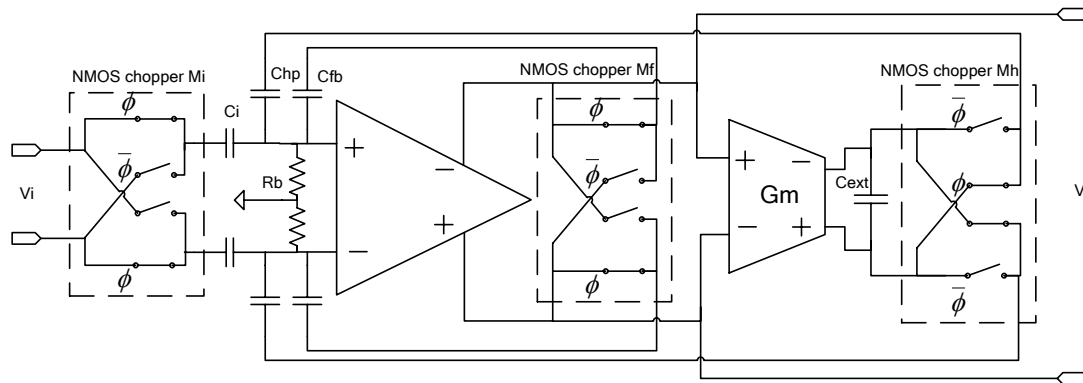 NMOS chopper Mi
ϕ
ϕ̅
ϕ
Vi
Ci
Chp
Cfb
Rb
+
−
−
+
NMOS chopper Mf
ϕ
ϕ̅
ϕ
+
−
−
+
Gm
Cext
NMOS chopper Mh
ϕ̅
ϕ
ϕ̅